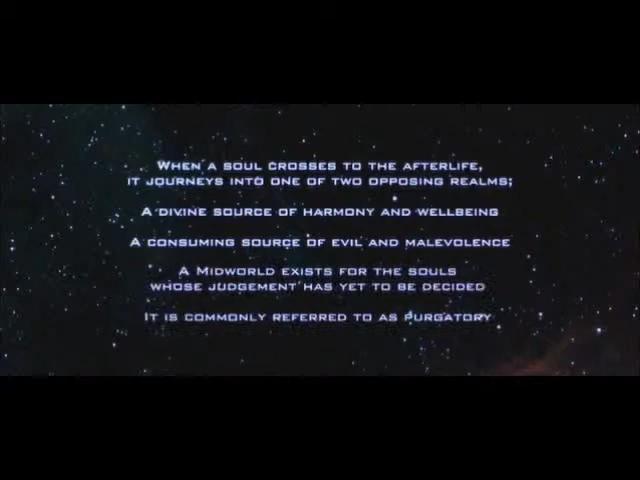 When a soul crosses to the afterlife,
it journeys into one of two opposing realms;
A divine source of harmony and wellbeing
A consuming source of evil and malevolence
A Midworld exists for the souls
whose judgement has yet to be decided
It is commonly referred to as purgatory